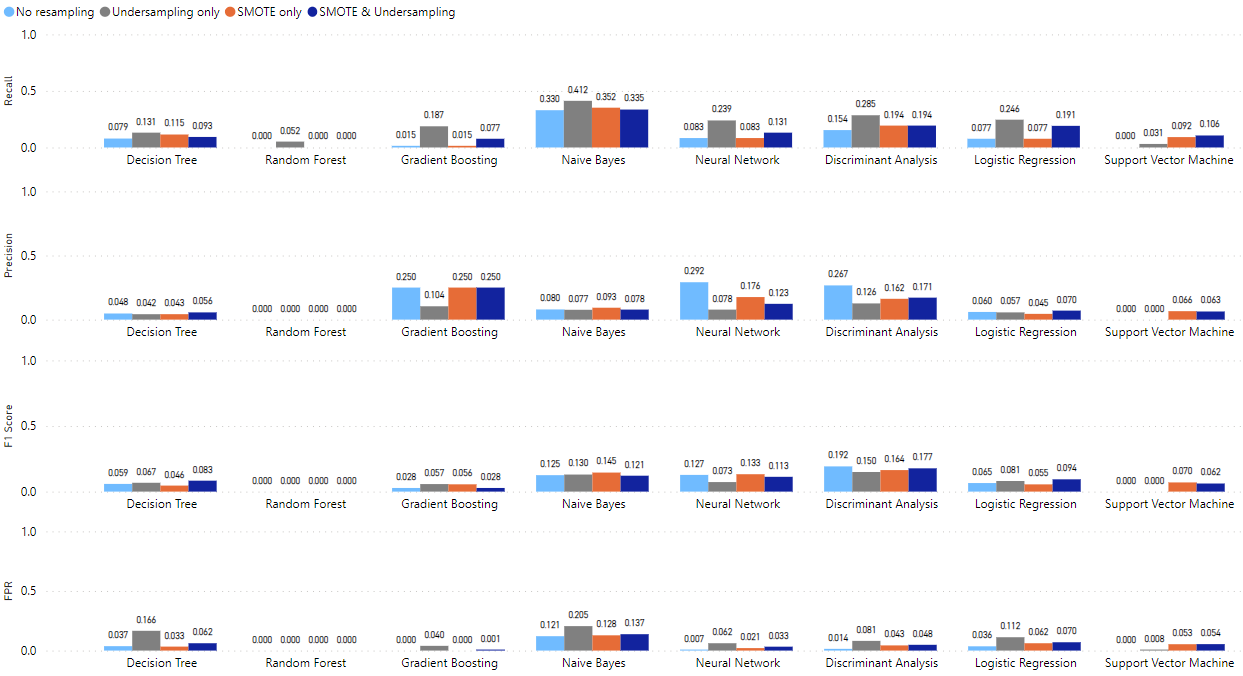 No resampling Undersampling only SMOTE only SMOTE & Undersampling
1.0
Recall
0.5
0.0
0.079 0.131 0.115 0.093 0.000 0.052 0.000 0.000 0.015 0.187 0.015 0.077 0.330 0.412 0.352 0.335 0.083 0.239 0.083 0.131 0.154 0.285 0.194 0.194 0.077 0.246 0.077 0.191 0.000 0.031 0.092 0.106
Decision Tree Random Forest Gradient Boosting Naive Bayes Neural Network Discriminant Analysis Logistic Regression Support Vector Machine
1.0
Precision
0.5
0.0
0.048 0.042 0.043 0.056 0.000 0.000 0.000 0.000 0.250 0.104 0.250 0.250 0.080 0.077 0.093 0.078 0.292 0.078 0.176 0.123 0.267 0.126 0.162 0.171 0.060 0.057 0.045 0.070 0.000 0.000 0.066 0.063
Decision Tree Random Forest Gradient Boosting Naive Bayes Neural Network Discriminant Analysis Logistic Regression Support Vector Machine
1.0
F1 Score
0.5
0.0
0.059 0.067 0.046 0.083 0.000 0.000 0.000 0.000 0.028 0.057 0.056 0.028 0.125 0.130 0.145 0.121 0.127 0.073 0.133 0.113 0.192 0.150 0.164 0.177 0.065 0.081 0.055 0.094 0.000 0.000 0.070 0.062
Decision Tree Random Forest Gradient Boosting Naive Bayes Neural Network Discriminant Analysis Logistic Regression Support Vector Machine
1.0
FPR
0.5
0.0
0.037 0.166 0.033 0.062 0.000 0.000 0.000 0.000 0.000 0.040 0.000 0.001 0.121 0.205 0.128 0.137 0.007 0.062 0.021 0.033 0.014 0.081 0.043 0.048 0.036 0.112 0.062 0.070 0.000 0.008 0.053 0.054
Decision Tree Random Forest Gradient Boosting Naive Bayes Neural Network Discriminant Analysis Logistic Regression Support Vector Machine